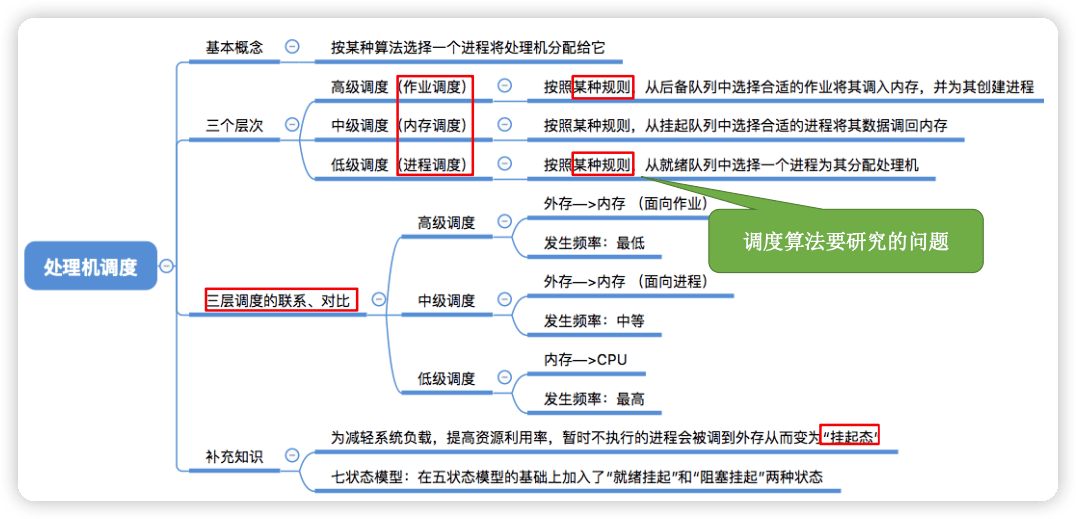 处理机调度
基本概念
按某种算法选择一个进程将处理机分配给它
三个层次
高级调度（作业调度）
按照某种规则，从后备队列中选择合适的作业将其调入内存，并为其创建进程
中级调度（内存调度）
按照某种规则，从挂起队列中选择合适的进程将其数据调回内存
低级调度（进程调度）
按照某种规则，从就绪队列中选择一个进程为其分配处理机
调度算法要研究的问题
三层调度的联系、对比
高级调度
外存—>内存 （面向作业）
发生频率：最低
中级调度
外存—>内存 （面向进程）
发生频率：中等
低级调度
内存—>CPU
发生频率：最高
补充知识
为减轻系统负载，提高资源利用率，暂时不执行的进程会被调到外存从而变为“挂起态”
七状态模型：在五状态模型的基础上加入了“就绪挂起”和“阻塞挂起”两种状态